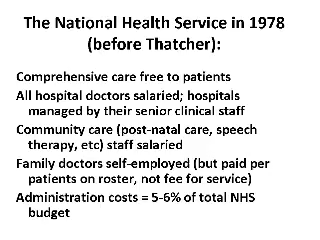 The National Health Service in 1978
(before Thatcher):
Comprehensive care free to patients
All hospital doctors salaried; hospitals
managed by their senior clinical staff
Community care (post-natal care, speech
therapy, etc) staff salaried
Family doctors self-employed (but paid per
patients on roster, not fee for service)
Administration costs = 5-6% of total NHS
budget